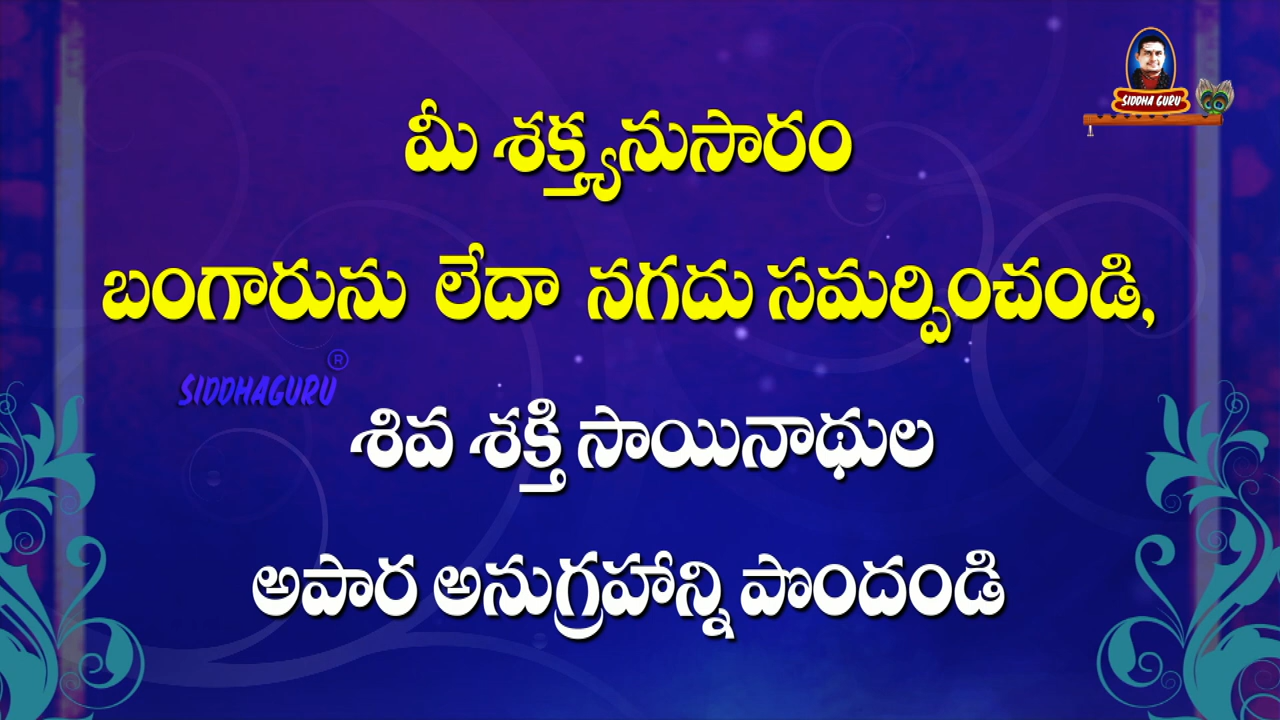 SIDDHA GURU
మీ శక్త్యనుసారం
బంగారును లేదా నగదు సమర్పించండి,
SIDDHAGURU ®
శివ శక్తి సాయినాథుల
అపార అనుగ్రహాన్ని పొందండి